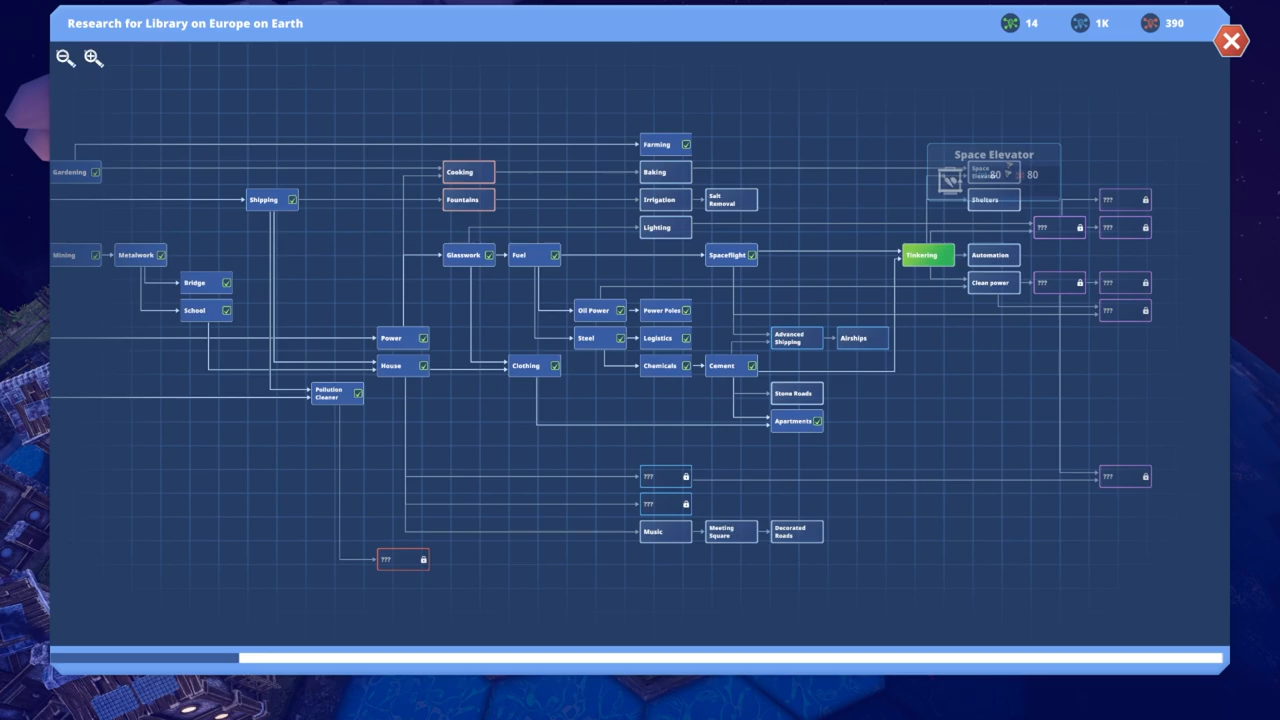 Research for Library on Europe on Earth
14
1K
390
Farming
Space Elevator
Gardening
Cooking
Baking
Space
Elevator
80
80
Shipping
Fountains
Irrigation
Salt
Removal
Shelters
???
Lighting
???
???
Mining
Metalwork
Glasswork
Fuel
Spaceflight
Tinkering
Automation
Bridge
Clean power
???
???
School
Oil Power
Power Poles
???
Power
Steel
Logistics
Advanced
Shipping
Airships
House
Clothing
Chemicals
Cement
Pollution
Cleaner
Stone Roads
Apartments
???
???
???
Music
Meeting
Square
Decorated
Roads
???